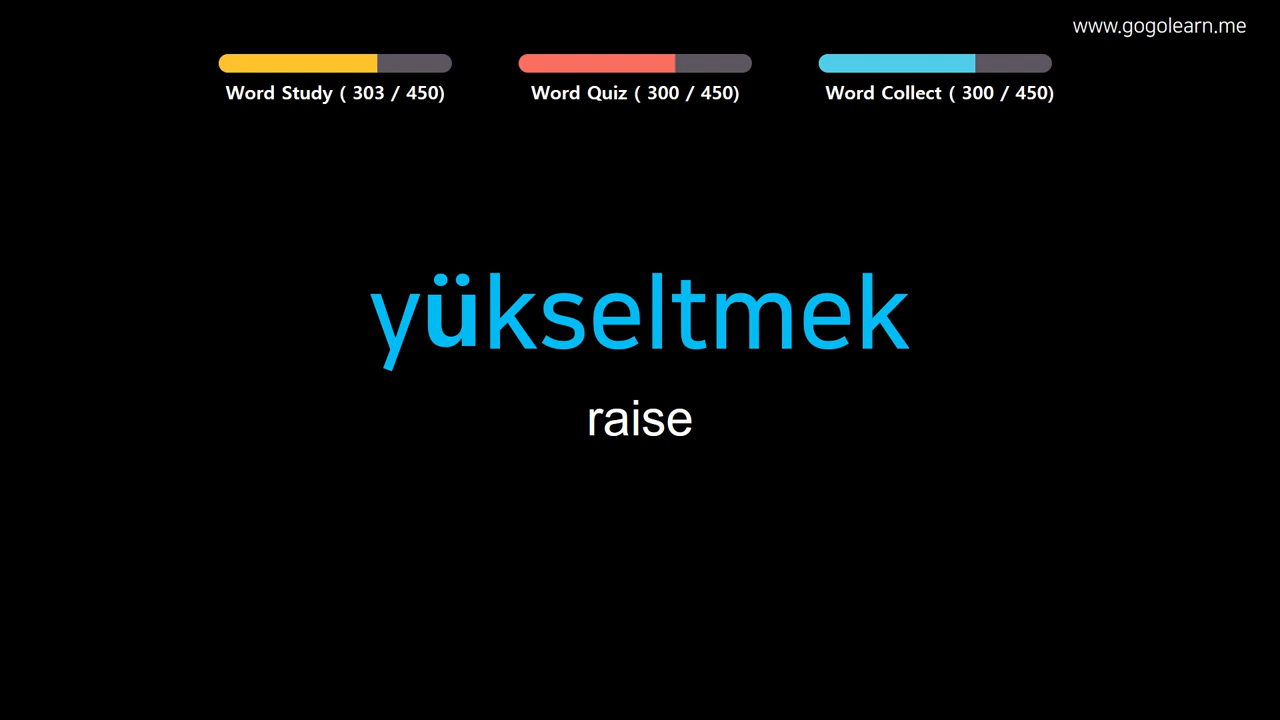 www.gogolearn.me
Word Study ( 303 / 450)
Word Quiz ( 300 / 450)
Word Collect ( 300 / 450)
yükseltmek
raise